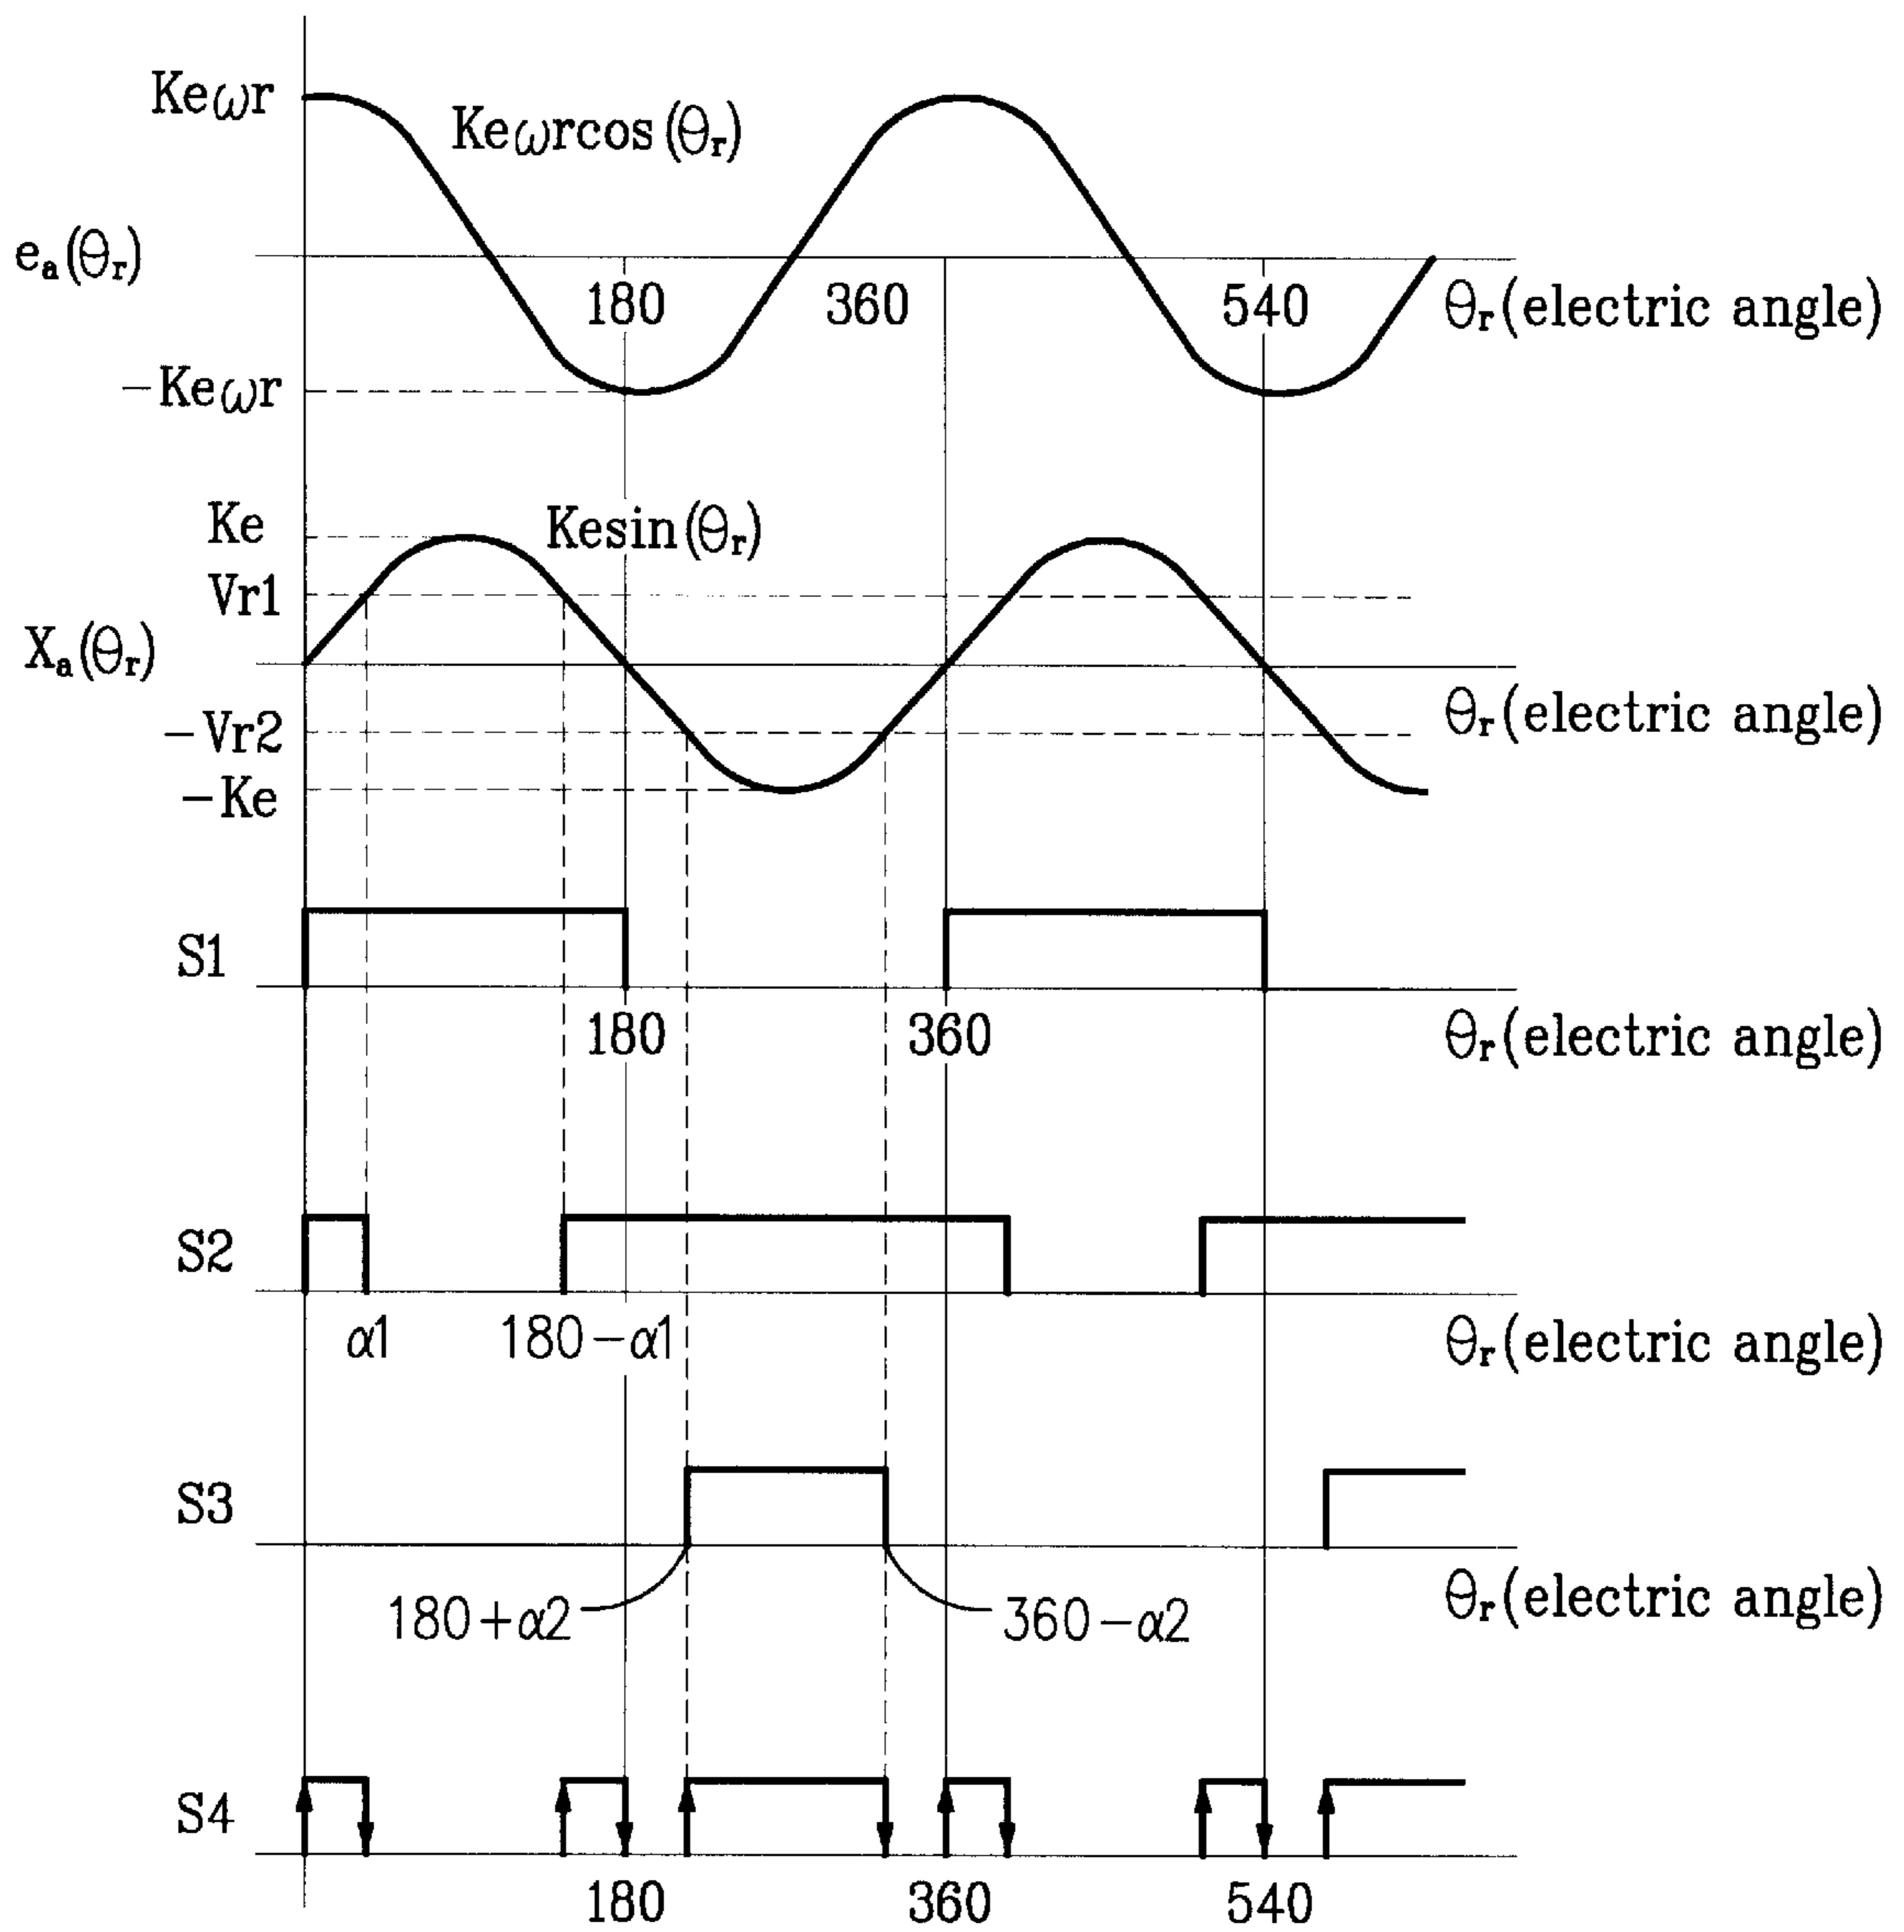 Keωr
Keωrcos(θr)
ea(θr)
180
360
540
θr(electric angle)
-Keωr
Ke
Kesin(θr)
Vr1
Xa(θr)
θr(electric angle)
-Vr2
-Ke
S1
180
360
θr(electric angle)
S2
α1
180-α1
θr(electric angle)
S3
180+α2
360-α2
θr(electric angle)
S4
180
360
540